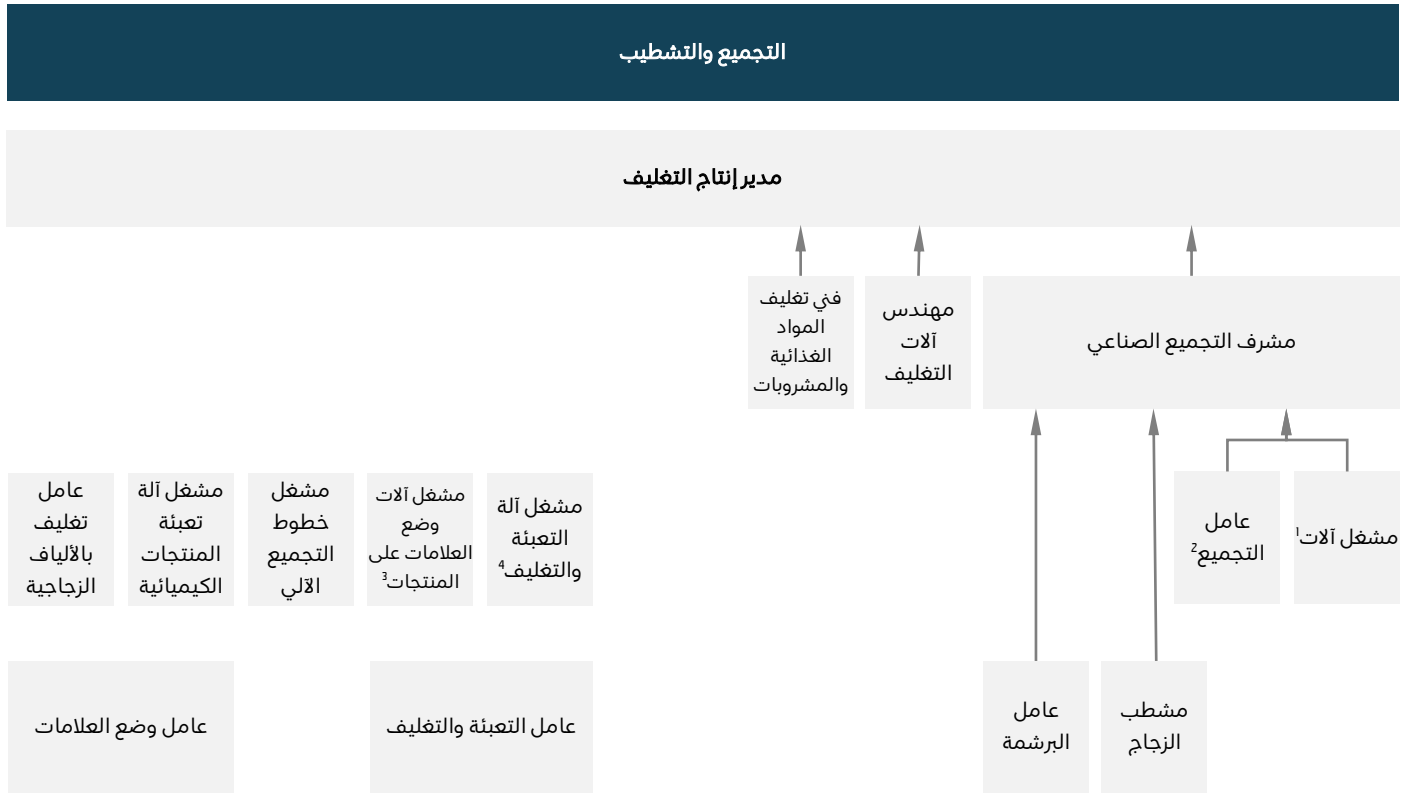 التجميع والتشطيب
مدير إنتاج التغليف
مشرف التجميع الصناعي
مهندس
آلات
التغليف
فني تغليف
المواد
الغذائية
والمشروبات
مشغل آلات¹
عامل
التجميع²
مشغل آلة
التعبئة
والتغليف⁴
مشغل آلات
وضع
العلامات على
المنتجات³
مشغل
خطوط
التجميع
الآلي
مشغل آلة
تعبئة
المنتجات
الكيميائية
عامل
تغليف
بالألياف
الزجاجية
مشطب
الزجاج
عامل
البرشمة
عامل التعبئة والتغليف
عامل وضع العلامات